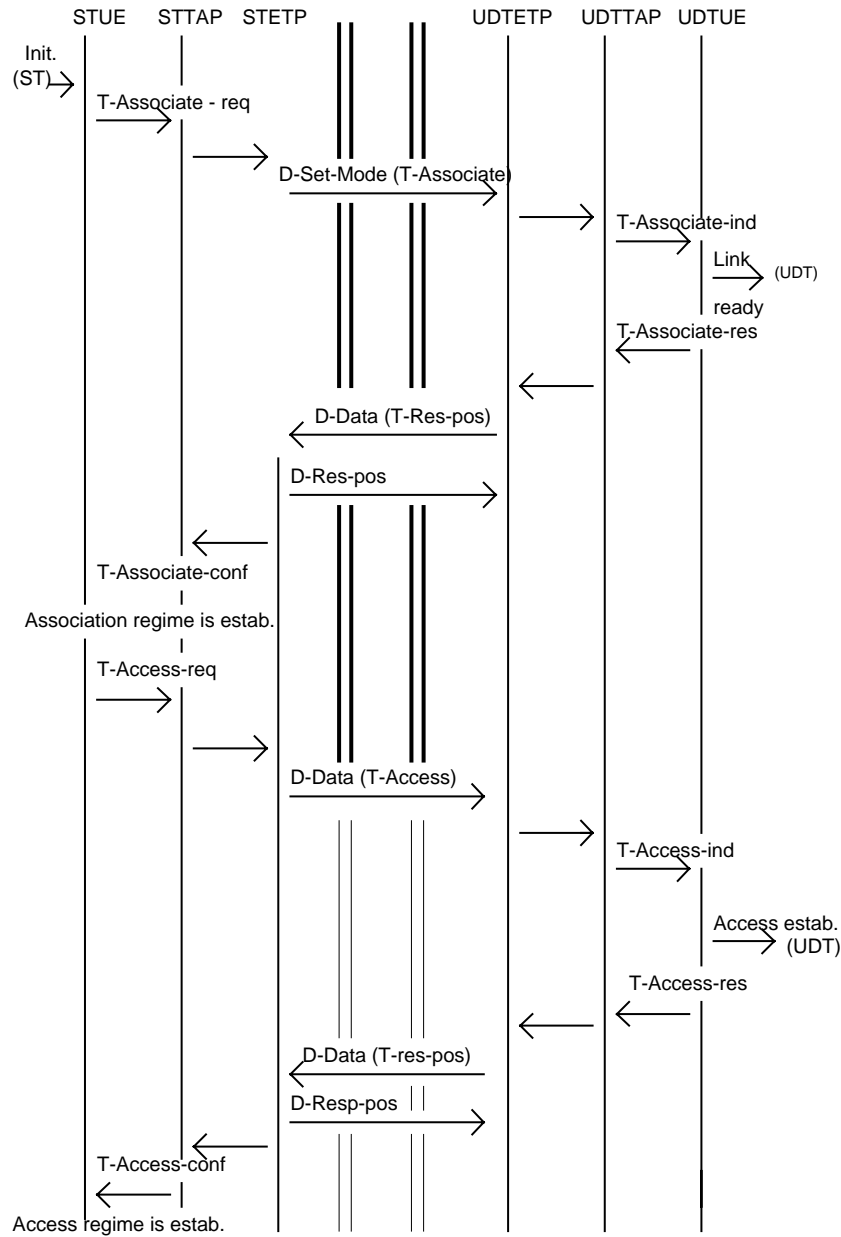 STUE STTAP STETP UDTETP UDTTAP UDTUE
Init.
(ST)
T-Associate - req
D-Set-Mode (T-Associate)
T-Associate-ind
Link
(UDT)
ready
T-Associate-res
D-Data (T-Res-pos)
D-Res-pos
T-Associate-conf
Association regime is estab.
T-Access-req
D-Data (T-Access)
T-Access-ind
Access estab.
(UDT)
T-Access-res
D-Data (T-res-pos)
D-Resp-pos
T-Access-conf
Access regime is estab.